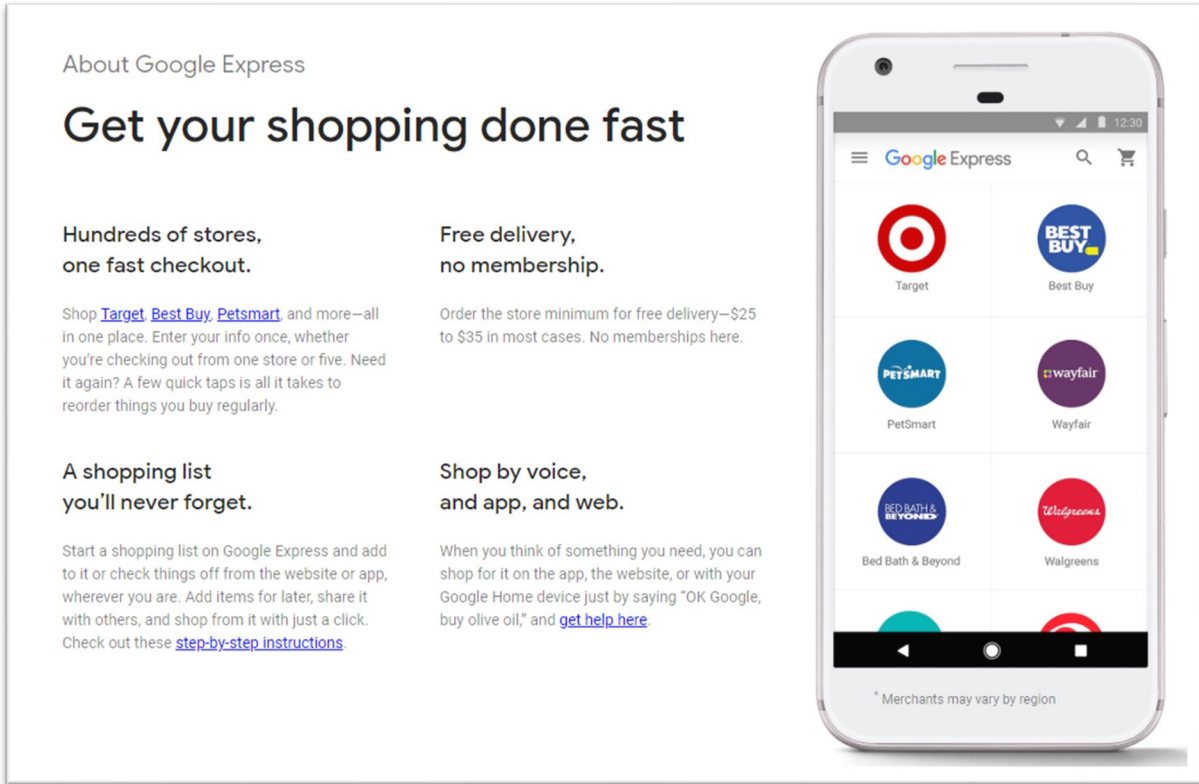 About Google Express
Get your shopping done fast
Hundreds of stores,
one fast checkout.
Shop Target, Best Buy, Petsmart, and more—all
in one place. Enter your info once, whether
you're checking out from one store or five. Need
it again? A few quick taps is all it takes to
reorder things you buy regularly.
Free delivery,
no membership.
Order the store minimum for free delivery—$25
to $35 in most cases. No memberships here.
A shopping list
you'll never forget.
Start a shopping list on Google Express and add
to it or check things off from the website or app,
wherever you are. Add items for later, share it
with others, and shop from it with just a click.
Check out these step-by-step instructions.
Shop by voice,
and app, and web.
When you think of something you need, you can
shop for it on the app, the website, or with your
Google Home device just by saying “OK Google,
buy olive oil,” and get help here.
12:30
Google Express
Target
BEST
BUY
Best Buy
PETSMART
PetSmart
wayfair
Wayfair
BED BATH &
BEYOND
Bed Bath & Beyond
Walgreens
Walgreens
* Merchants may vary by region